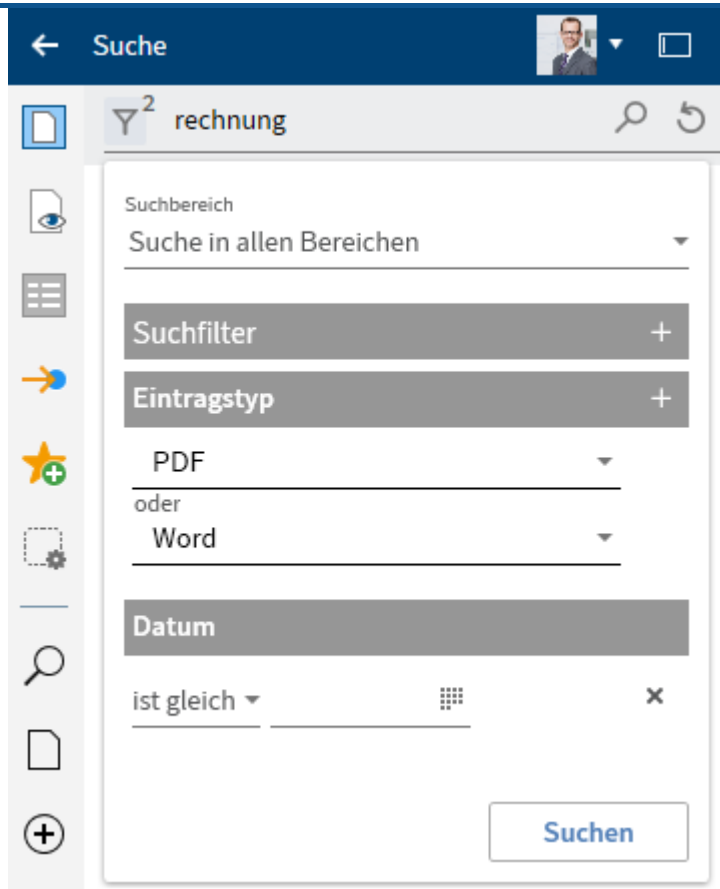 Suche
2
rechnung
Suchbereich
Suche in allen Bereichen
Suchfilter +
Eintragstyp +
PDF
oder
Word
Datum
ist gleich
Suchen